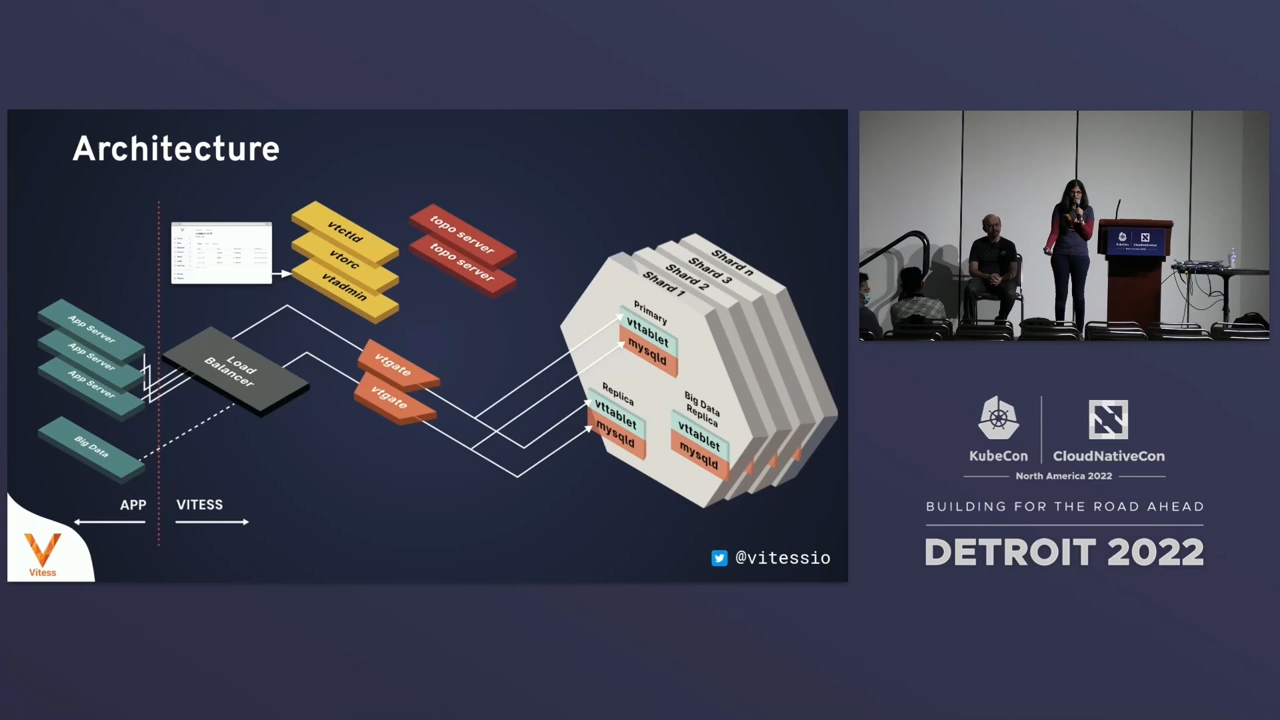 Architecture
vtctld
vtorc
vtadmin
topo server
topo server
App Server
App Server
App Server
Big Data
Load
Balancer
vtgate
vtgate
Shard n
Shard 3
Shard 2
Shard 1
Primary
vttablet
mysqld
Replica
vttablet
mysqld
Big Data
Replica
vttablet
mysqld
APP
VITESS
Vitess
@vitessio
KubeCon
CloudNativeCon
North America 2022
BUILDING FOR THE ROAD AHEAD
DETROIT 2022